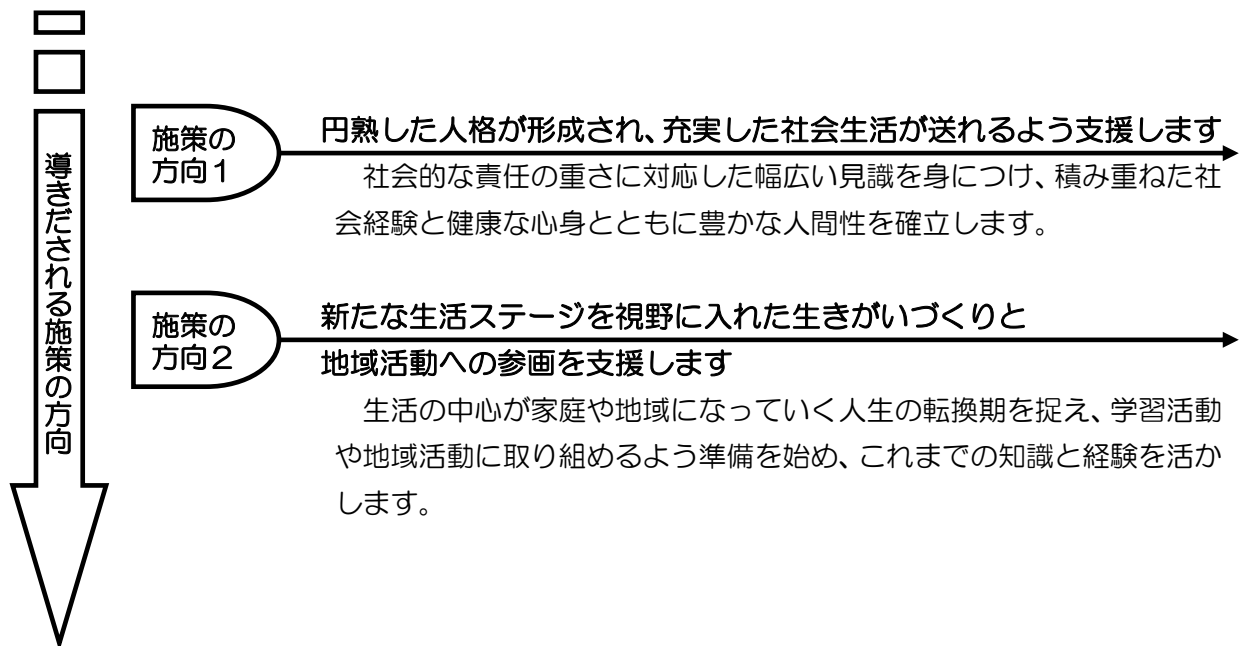 導きだされる施策の方向
施策の
方向1
円熟した人格が形成され、充実した社会生活が送れるよう支援します
社会的な責任の重さに対応した幅広い見識を身につけ、積み重ねた社
会経験と健康な心身とともに豊かな人間性を確立します。
施策の
方向2
新たな生活ステージを視野に入れた生きがいづくりと
地域活動への参画を支援します
生活の中心が家庭や地域になっていく人生の転換期を捉え、学習活動
や地域活動に取り組めるよう準備を始め、これまでの知識と経験を活か
します。